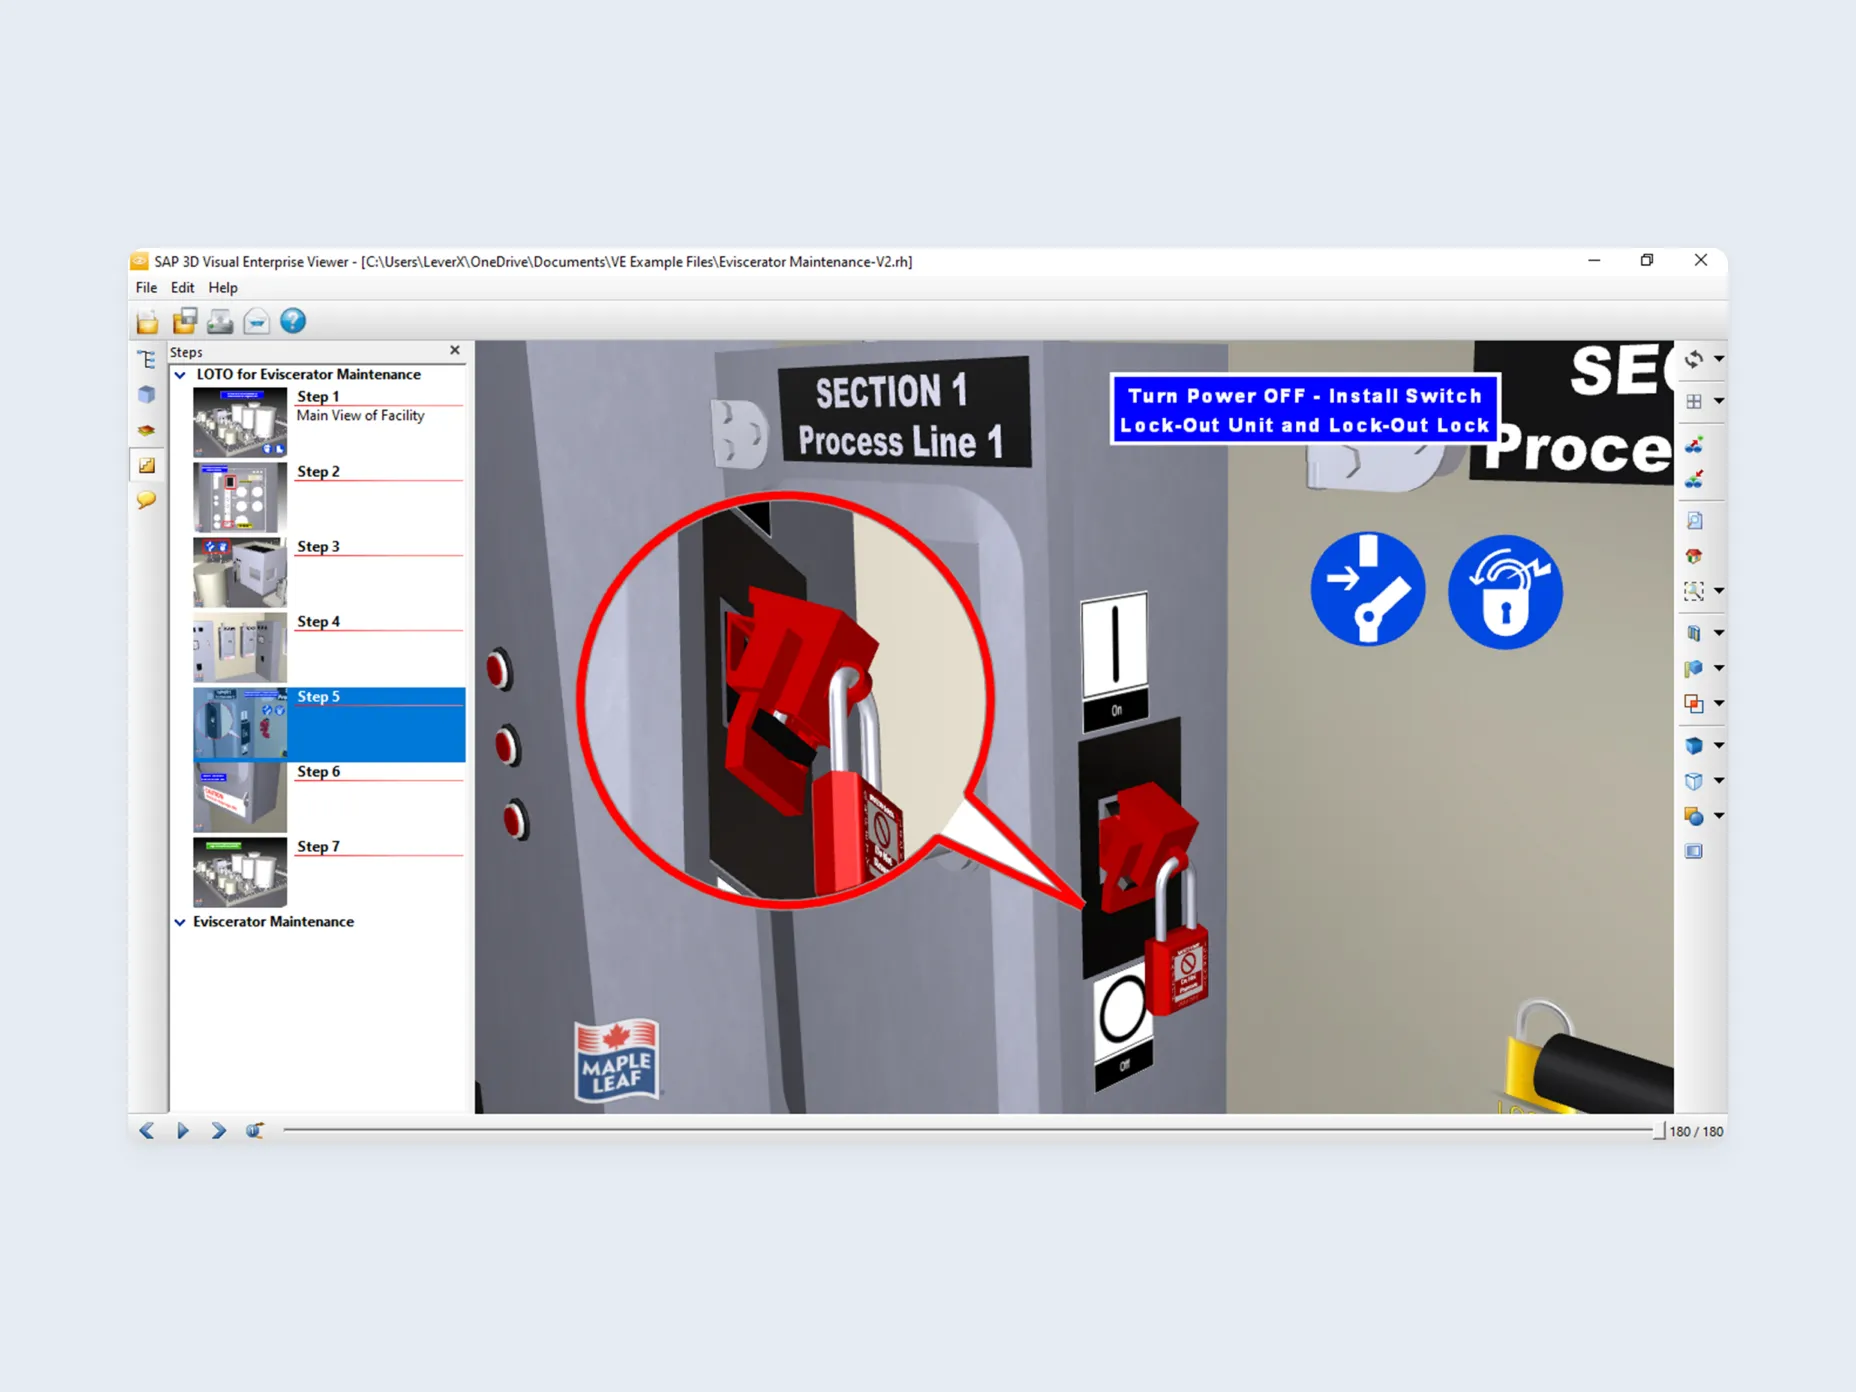 SAP 3D Visual Enterprise Viewer - [C:\Users\LeverX\OneDrive\Documents\VE Example Files\Eviscerator Maintenance-V2.rh]
File Edit Help
Steps
LOTO for Eviscerator Maintenance
Step 1
Main View of Facility
Step 2
Step 3
Step 4
Step 5
Step 6
Step 7
Eviscerator Maintenance
SECTION 1
Process Line 1
Turn Power OFF - Install Switch
Lock-Out Unit and Lock-Out Lock
SE
Proce
On
Off
MAPLE
LEAF
180 / 180